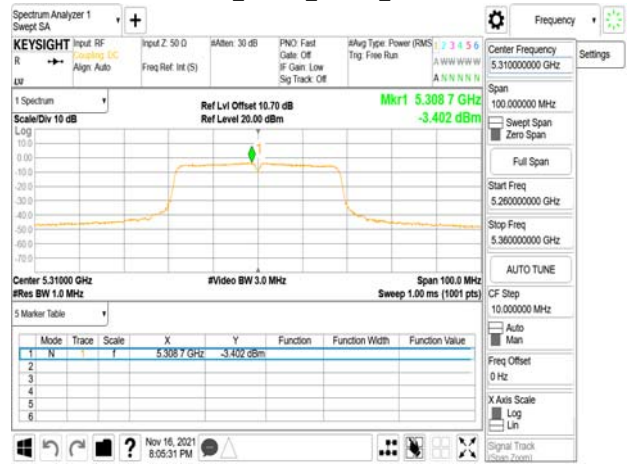 Spectrum Analyzer 1
Swept SA
+
KEYSIGHT
R
Input: RF
Coupling: DC
Align: Auto
Input Z: 50 Ω
Freq Ref: Int (S)
#Atten: 30 dB
PNO: Fast
Gate: Off
IF Gain: Low
Sig Track: Off
#Avg Type: Power (RMS
Trig: Free Run
1 2 3 4 5 6
A W W W W W
A N N N N N
1 Spectrum
Scale/Div 10 dB
Ref Lvl Offset 10.70 dB
Ref Level 20.00 dBm
Mkr1 5.308 7 GHz
-3.402 dBm
Log
10.0
0.00
-10.0
-20.0
-30.0
-40.0
-50.0
-60.0
-70.0
1
Center 5.31000 GHz
#Res BW 1.0 MHz
#Video BW 3.0 MHz
Span 100.0 MHz
Sweep 1.00 ms (1001 pts)
5 Marker Table
Mode Trace Scale X Y Function Function Width Function Value
1 N 1 f 5.308 7 GHz -3.402 dBm
2
3
4
5
6
?
Nov 16, 2021
8:05:31 PM
Frequency
Settings
Center Frequency
5.310000000 GHz
Span
100.000000 MHz
Swept Span
Zero Span
Full Span
Start Freq
5.260000000 GHz
Stop Freq
5.360000000 GHz
AUTO TUNE
CF Step
10.000000 MHz
Auto
Man
Freq Offset
0 Hz
X Axis Scale
Log
Lin
Signal Track
(Span Zoom)